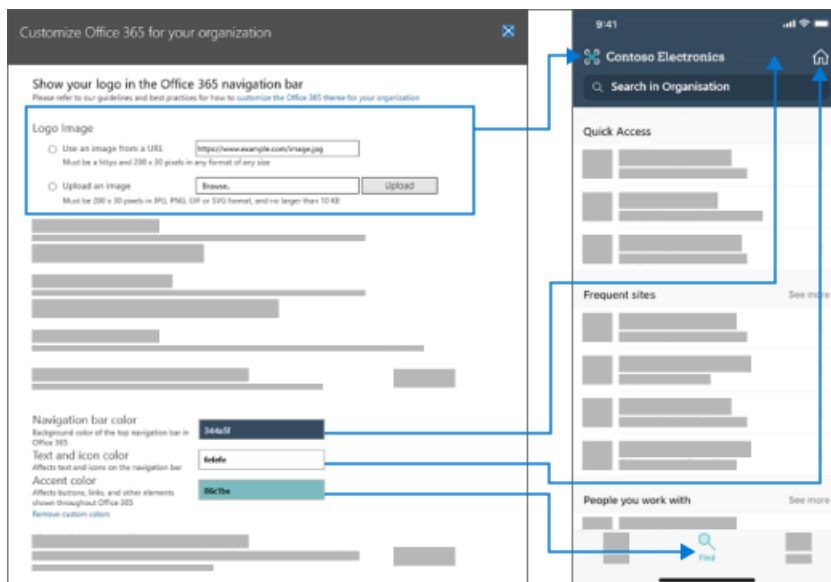 Customize Office 365 for your organization
Show your logo in the Office 365 navigation bar
Please refer to our guidelines and best practices for how to customize the Office 365 theme for your organization
Logo Image
Use an image from a URL
https://www.example.com/image.jpg
Must be a https and 200 x 30 pixels in any format of any size
Upload an image
Browse..
Upload
Must be 200 x 30 pixels in JPG, PNG, GIF or SVG format, and no larger than 10 KB
Navigation bar color
Background color of the top navigation bar in
Office 365
344a5f
Text and icon color
Affects text and icons on the navigation bar
fefefe
Accent color
Affects buttons, links, and other elements
shown throughout Office 365
86c1be
Remove custom colors
9:41
Contoso Electronics
Search in Organisation
Quick Access
Frequent sites
See more
People you work with
See more
Find